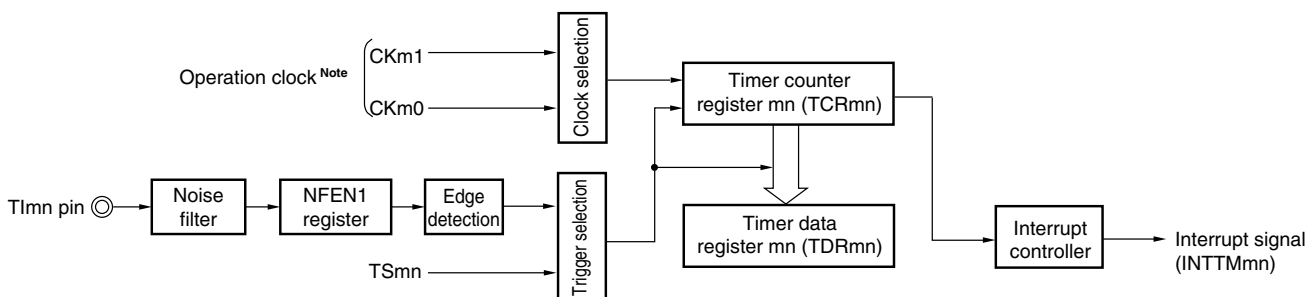 Operation clock Note
CKm1
CKm0
Clock selection
Timer counter
register mn (TCRmn)
TImn pin
Noise
filter
NFEN1
register
Edge
detection
TSmn
Trigger selection
Timer data
register mn (TDRmn)
Interrupt
controller
Interrupt signal
(INTTMmn)